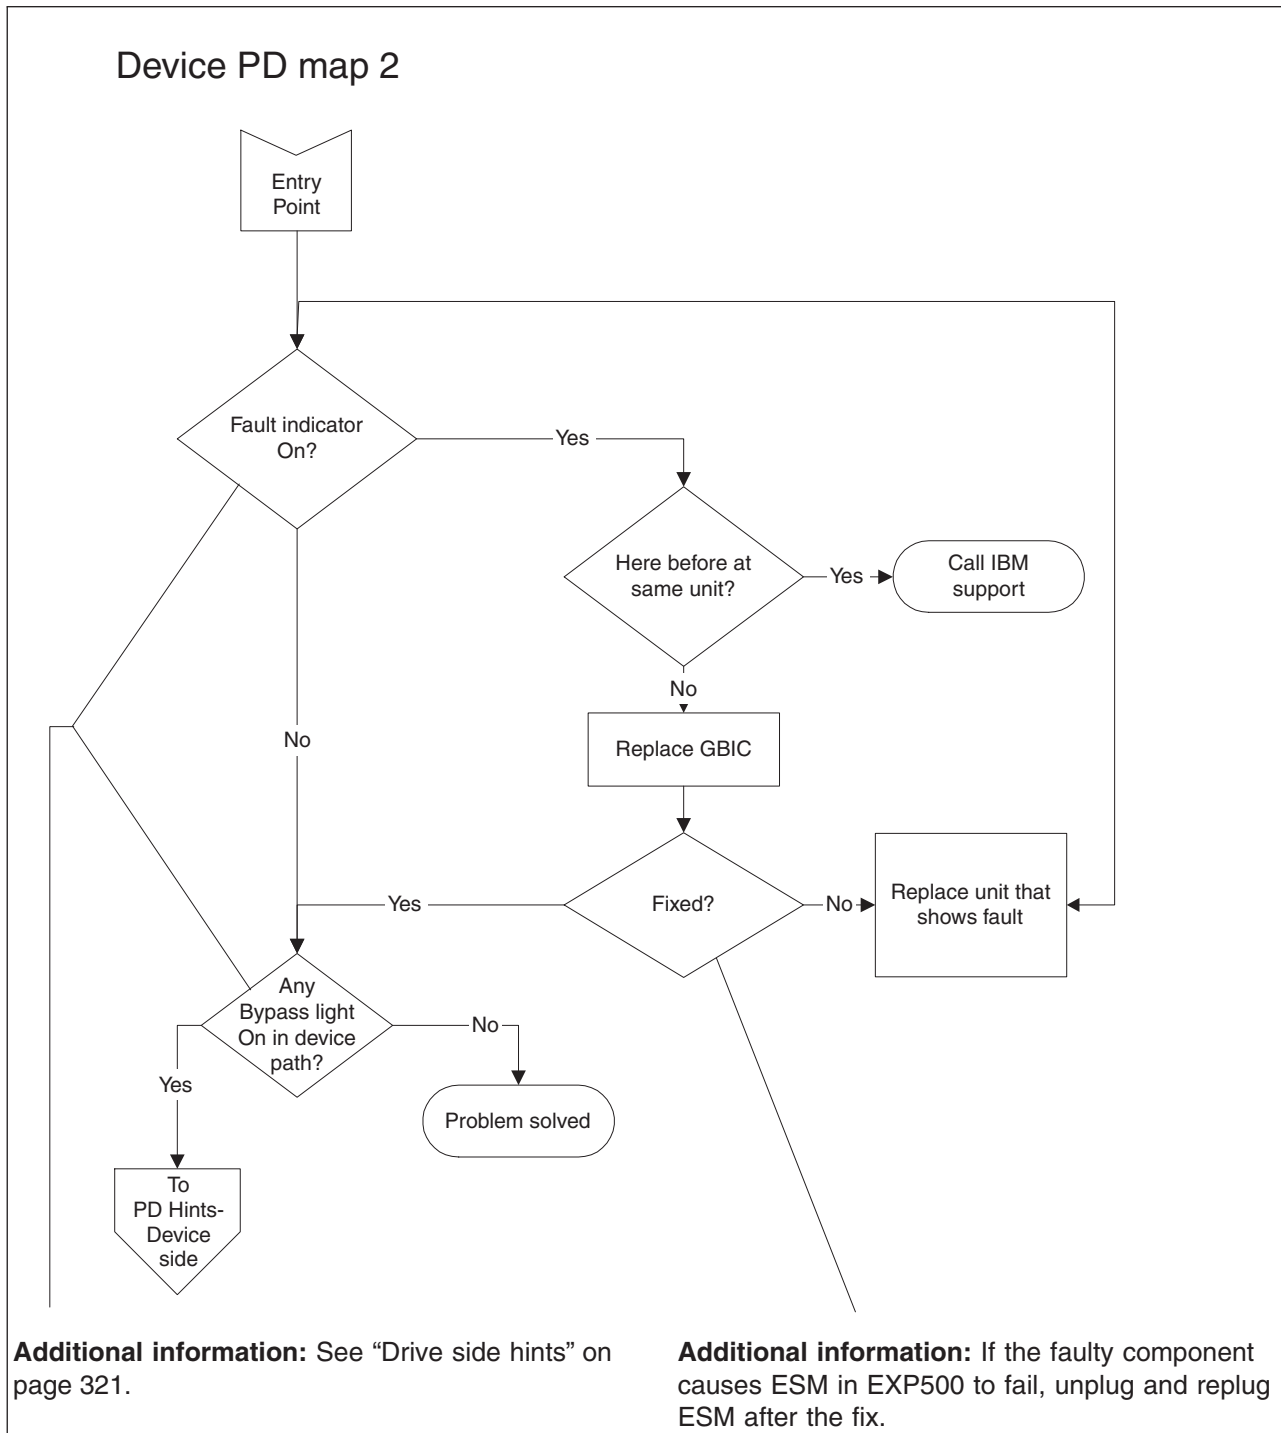 Device PD map 2
Entry
Point
Fault indicator
On?
Yes
Here before at
same unit?
Yes
Call IBM
support
No
No
Replace GBIC
Yes
Fixed?
No
Replace unit that
shows fault
Any
Bypass light
On in device
path?
No
Yes
Problem solved
To
PD Hints-
Device
side
Additional information: See “Drive side hints” on
page 321.
Additional information: If the faulty component
causes ESM in EXP500 to fail, unplug and replug
ESM after the fix.